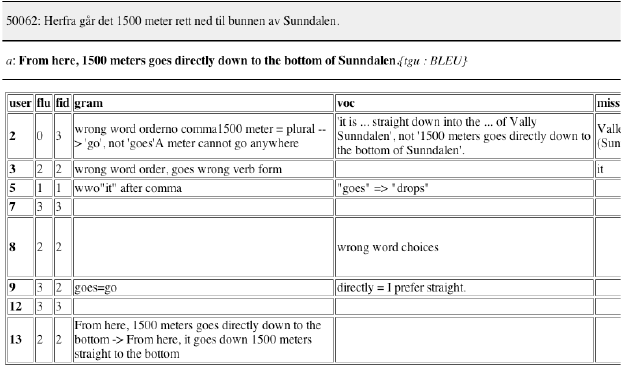 50062: Herfra går det 1500 meter rett ned til bunnen av Sunndalen.
a: From here, 1500 meters goes directly down to the bottom of Sunndalen.{tgu : BLEU}
user flu fid gram voc miss
2 0 3 wrong word orderno comma1500 meter = plural --> 'go', not 'goes'A meter cannot go anywhere 'it is ... straight down into the ... of Vally Sunndalen', not '1500 meters goes directly down to the bottom of Sunndalen'. Valle (Sun
3 2 2 wrong word order, goes wrong verb form it
5 1 1 wwo"it" after comma "goes" => "drops"
7 3 3
8 2 2 wrong word choices
9 3 2 goes=go directly = I prefer straight.
12 3 3
13 2 2 From here, 1500 meters goes directly down to the bottom -> From here, it goes down 1500 meters straight to the bottom